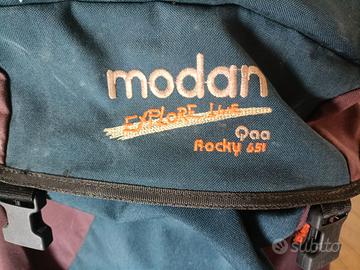 modan
EXPLORE LINE
Qaa
Rocky 65l
subito